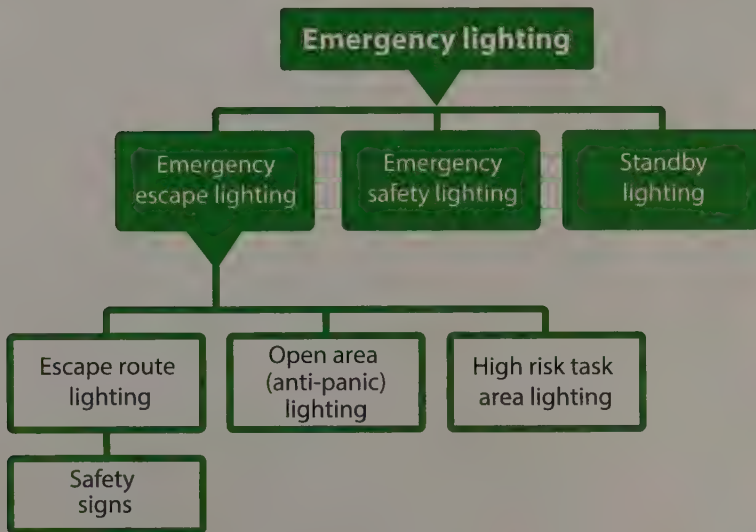 Emergency lighting
Emergency
escape lighting
Emergency
safety lighting
Standby
lighting
Escape route
lighting
Open area
(anti-panic)
lighting
High risk task
area lighting
Safety
signs